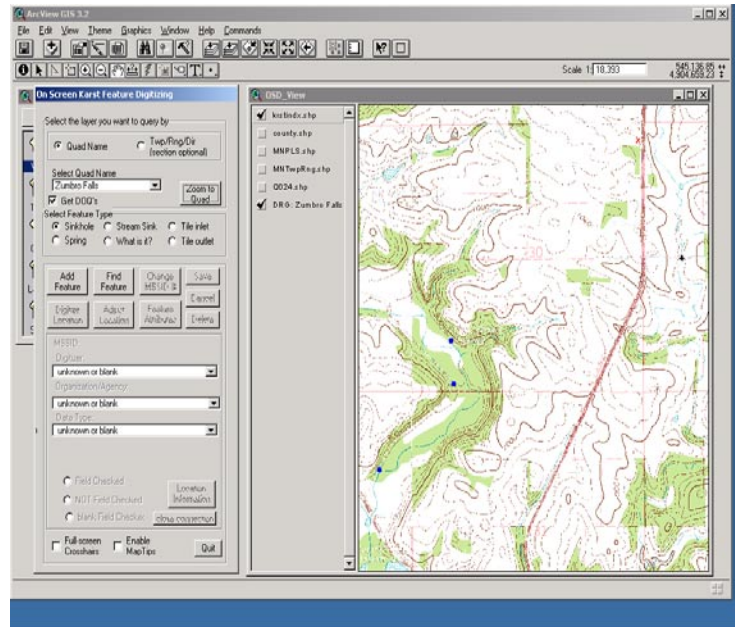 ArcView GIS 3.2
File Edit View Theme Graphics Window Help Commands
Scale 1: 18,393
545,136.85
4,904,659.23
On Screen Karst Feature Digitizing
Select the layer you want to query by
Quad Name
Twp/Rng/Dir
(section optional)
Select Quad Name
Zumbro Falls
Zoom to
Quad
Get DOQ's
Select Feature Type
Sinkhole
Stream Sink
Tile inlet
Spring
What is it?
Tile outlet
Add
Feature
Find
Feature
Change
Save
Cancel
Digitize
Location
Adjust
Location
Feature
Attributes
Delete
MSSID:
Digitizer:
unknown or blank
Organization/Agency:
unknown or blank
Data Type:
unknown or blank
Field Checked
NOT Field Checked
blank Field Checker
Location
Information
close connection
Full-screen
Crosshairs
Enable
MapTips
Quit
OSD_View
krstindx.shp
county.shp
MNPLS.shp
MNTwpRng.shp
Q024.shp
DRG: Zumbro Falls